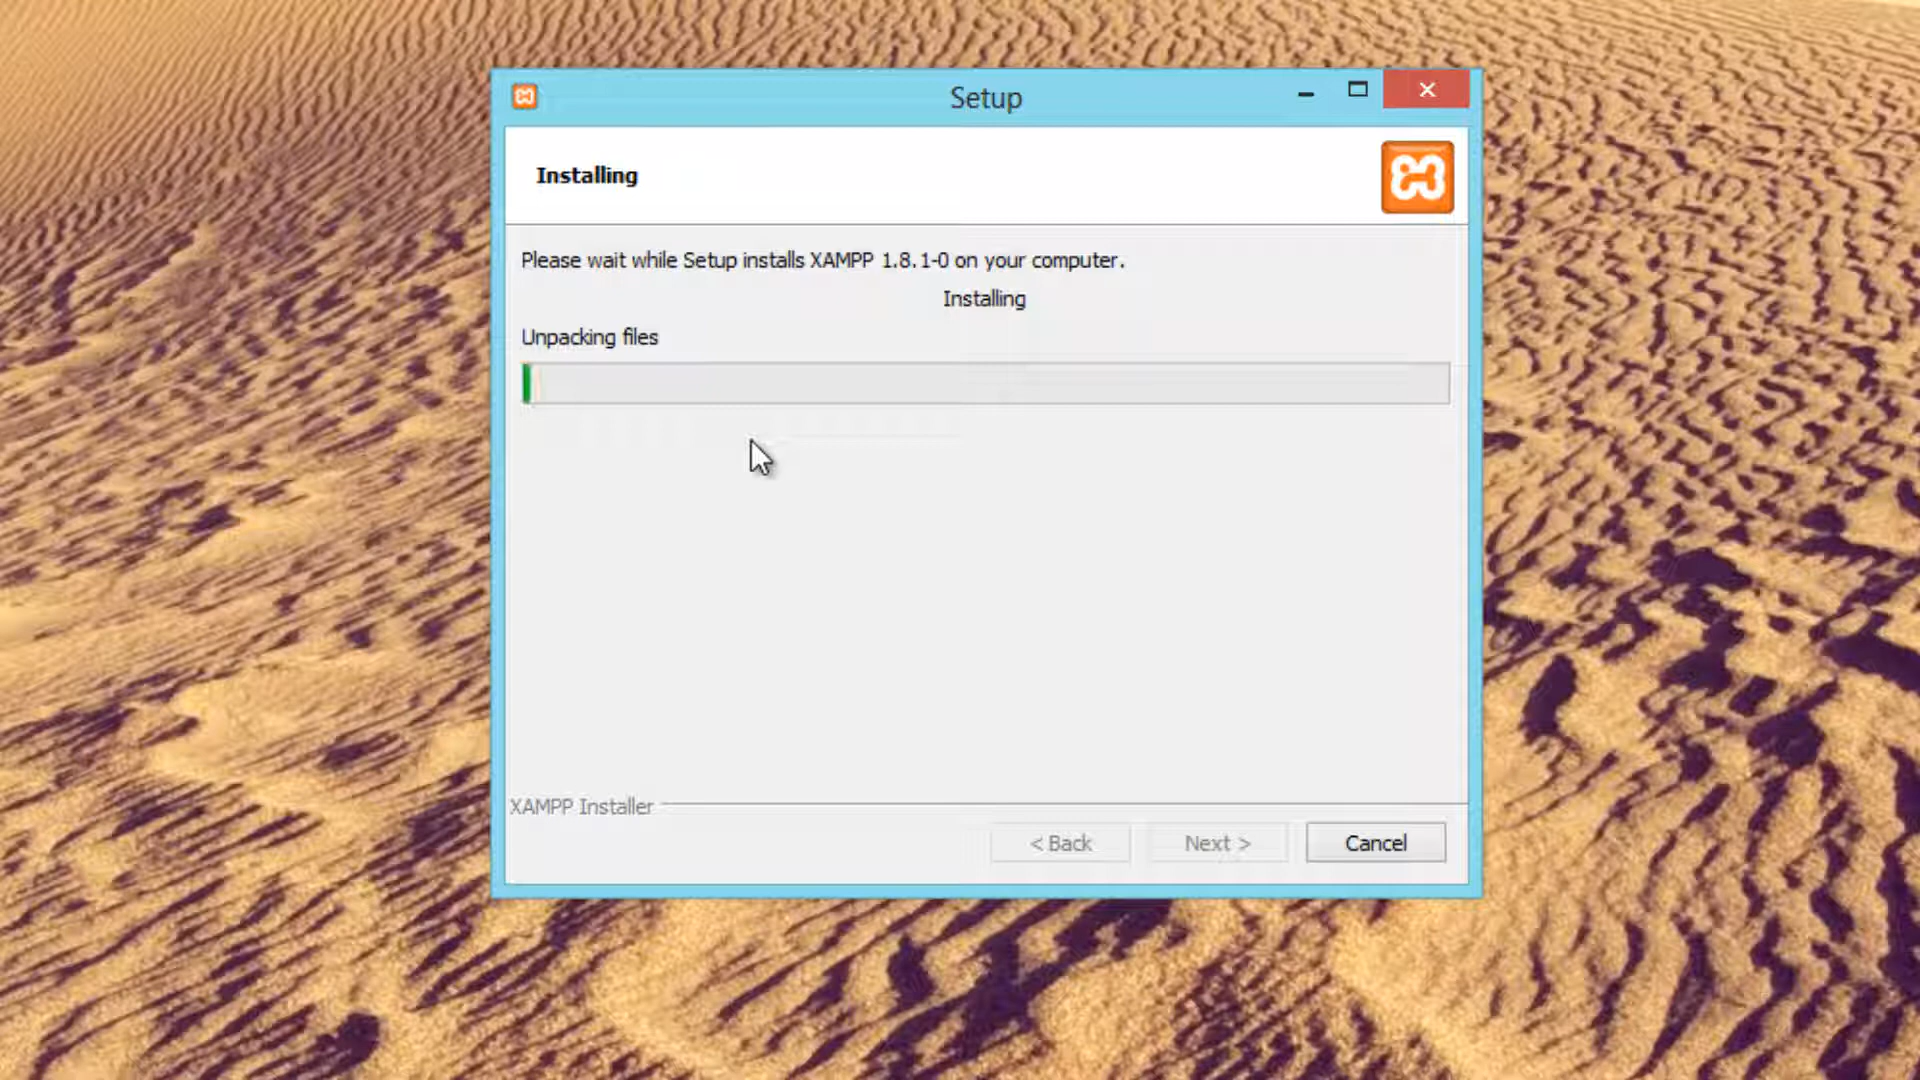 Setup
Installing
Please wait while Setup installs XAMPP 1.8.1-0 on your computer.
Installing
Unpacking files
XAMPP Installer
< Back
Next >
Cancel